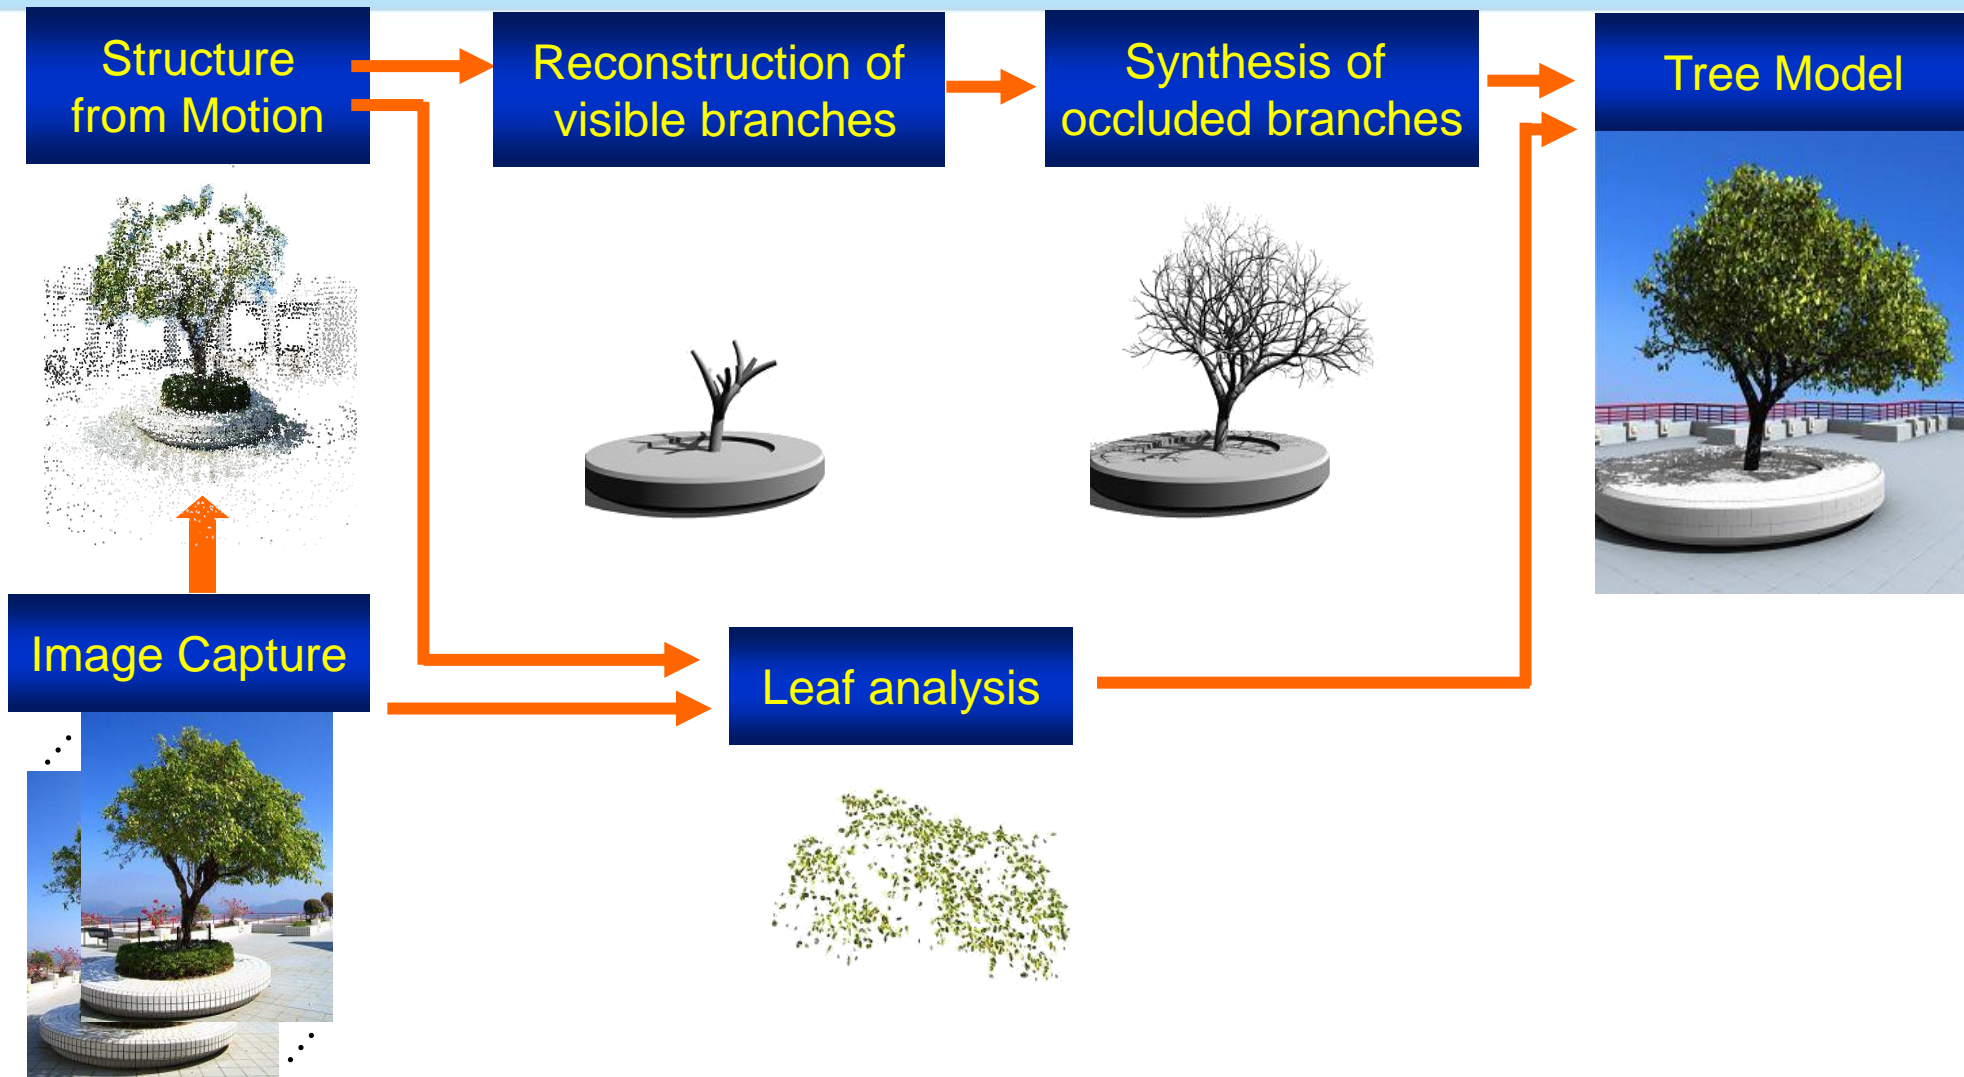 Structure
from Motion
Reconstruction of
visible branches
Synthesis of
occluded branches
Tree Model
Image Capture
Leaf analysis